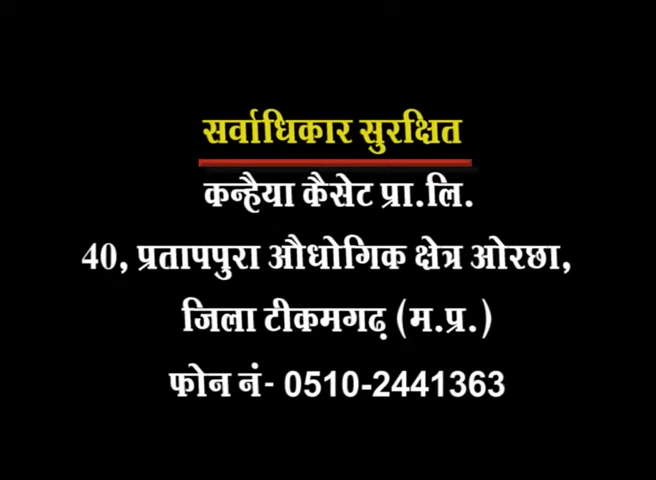 सर्वाधिकार सुरक्षित
कन्हैया कैसेट प्रा.लि.
40, प्रतापपुरा औधोगिक क्षेत्र ओरछा,
जिला टीकमगढ़ (म.प्र.)
फोन नं- 0510-2441363